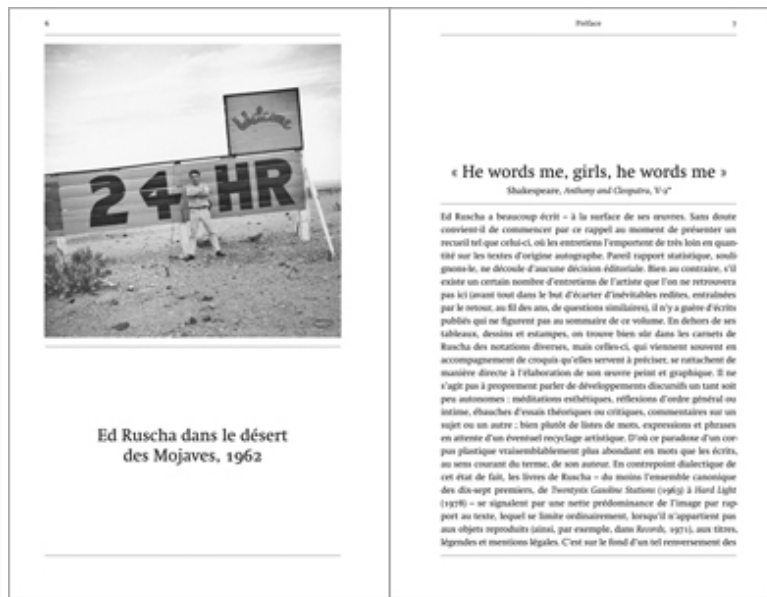 6
Welcome
24 HR
Ed Ruscha dans le désert
des Mojaves, 1962
Préface
7
« He words me, girls, he words me »
Shakespeare, Anthony and Cleopatra, V-2
Ed Ruscha a beaucoup écrit – à la surface de ses œuvres. Sans doute
convient-il de commencer par ce rappel au moment de présenter un
recueil tel que celui-ci, où les entretiens l'emportent de très loin en quan-
tité sur les textes d'origine autographe. Pareil rapport statistique, souli-
gnons-le, ne découle d'aucune décision éditoriale. Bien au contraire, s'il
existe un certain nombre d'entretiens de l'artiste que l'on ne retrouvera
pas ici (avant tout dans le but d'écarter d'inévitables redites, entraînées
par le retour, au fil des ans, de questions similaires), il n'y a guère d'écrits
publiés qui ne figurent pas au sommaire de ce volume. En dehors de ses
tableaux, dessins et estampes, on trouve bien sûr dans les carnets de
Ruscha des notations diverses, mais celles-ci, qui viennent souvent en
accompagnement de croquis qu'elles servent à préciser, se rattachent de
manière directe à l'élaboration de son œuvre peint et graphique. Il ne
s'agit pas à proprement parler de développements discursifs un tant soit
peu autonomes : méditations esthétiques, réflexions d'ordre général ou
intime, ébauches d'essais théoriques ou critiques, commentaires sur un
sujet ou un autre ; bien plutôt de listes de mots, expressions et phrases
en attente d'un éventuel recyclage artistique. D'où ce paradoxe d'un cor-
pus plastique vraisemblablement plus abondant en mots que les écrits,
au sens courant du terme, de son auteur. En contrepoint dialectique de
cet état de fait, les livres de Ruscha – du moins l'ensemble canonique
des dix-sept premiers, de Twentysix Gasoline Stations (1963) à Hard Light
(1978) – se signalent par une nette prédominance de l'image par rap-
port au texte, lequel se limite ordinairement, lorsqu'il n'appartient pas
aux objets reproduits (ainsi, par exemple, dans Records, 1971), aux titres,
légendes et mentions légales. C'est sur le fond d'un tel renversement des